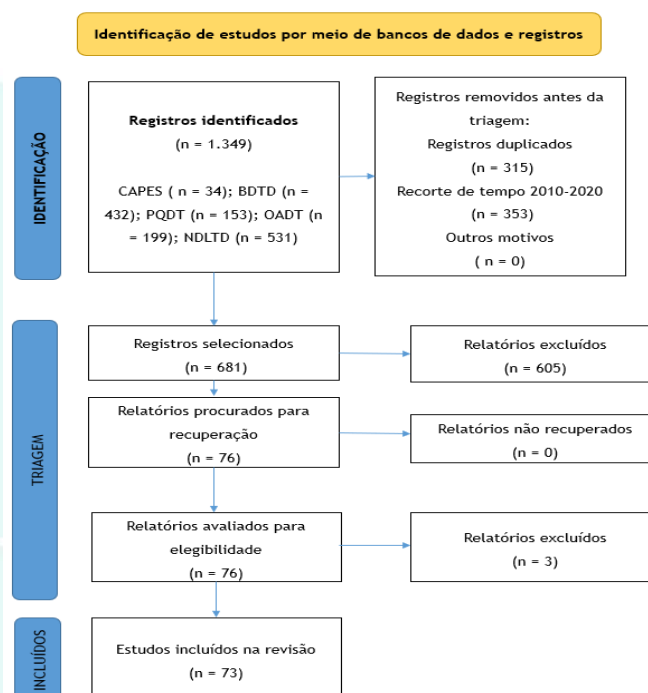 Identificação de estudos por meio de bancos de dados e registros
IDENTIFICAÇÃO
Registros identificados
(n = 1.349)
CAPES ( n = 34); BDTD (n =
432); PQDT (n = 153); OADT (n
= 199); NDLTD (n = 531)
Registros removidos antes da
triagem:
Registros duplicados
(n = 315)
Recorte de tempo 2010-2020
(n = 353)
Outros motivos
( n = 0)
TRIAGEM
Registros selecionados
(n = 681)
Relatórios excluídos
(n = 605)
Relatórios procurados para
recuperação
(n = 76)
Relatórios não recuperados
(n = 0)
Relatórios avaliados para
elegibilidade
(n = 76)
Relatórios excluídos
(n = 3)
INCLUÍDOS
Estudos incluídos na revisão
(n = 73)